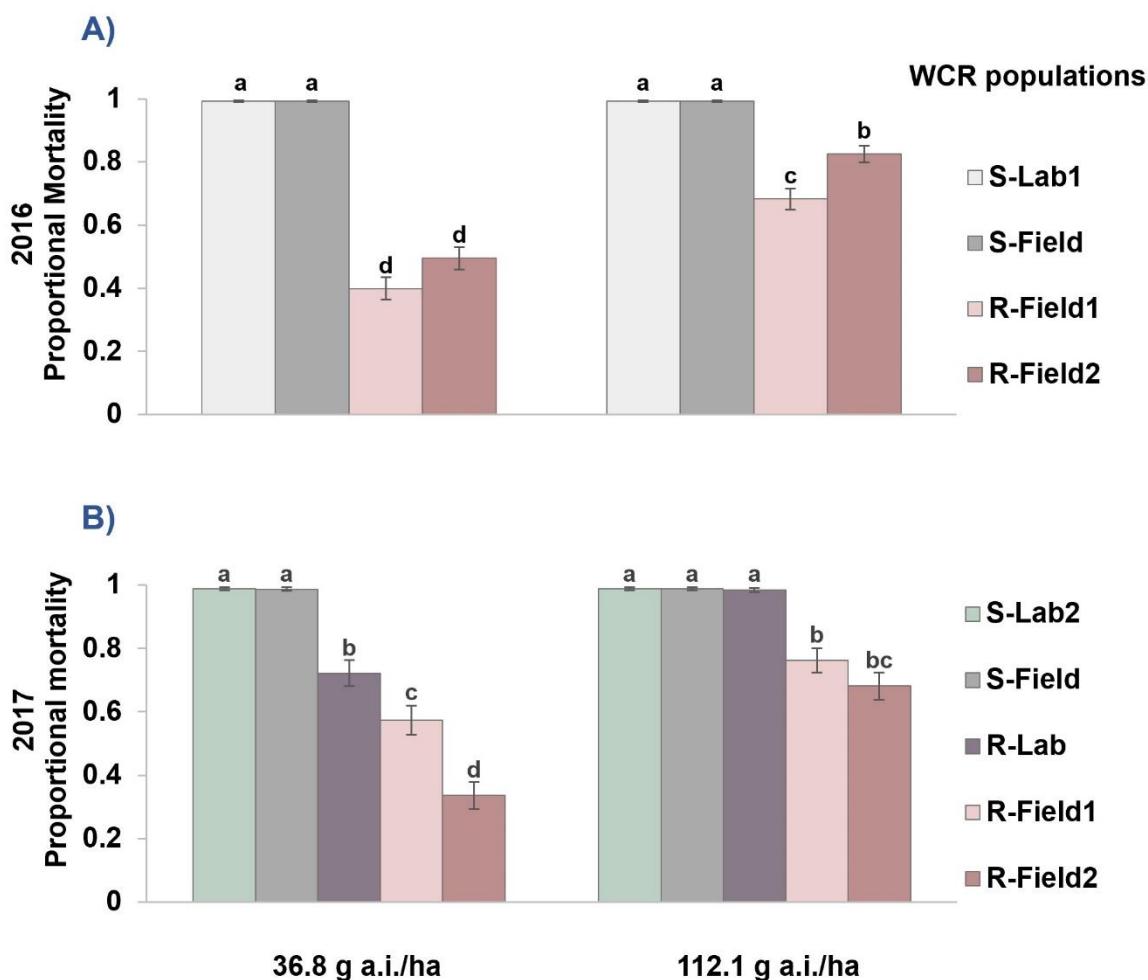 A)
2016
Proportional Mortality
1
0.8
0.6
0.4
0.2
0
a a d d
a a c b
WCR populations
S-Lab1
S-Field
R-Field1
R-Field2
B)
2017
Proportional mortality
1
0.8
0.6
0.4
0.2
0
a a b c d
a a a b bc
S-Lab2
S-Field
R-Lab
R-Field1
R-Field2
36.8 g a.i./ha 112.1 g a.i./ha